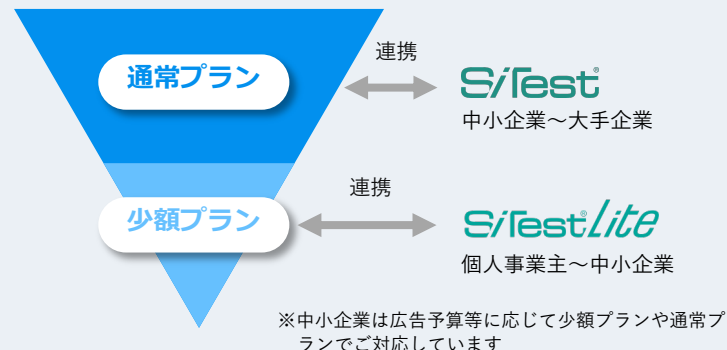 連携
通常プラン
SiTest®
中小企業～大手企業
連携
少額プラン
SiTest®Lite
個人事業主～中小企業
※中小企業は広告予算等に応じて少額プランや通常プ
ランでご対応しています